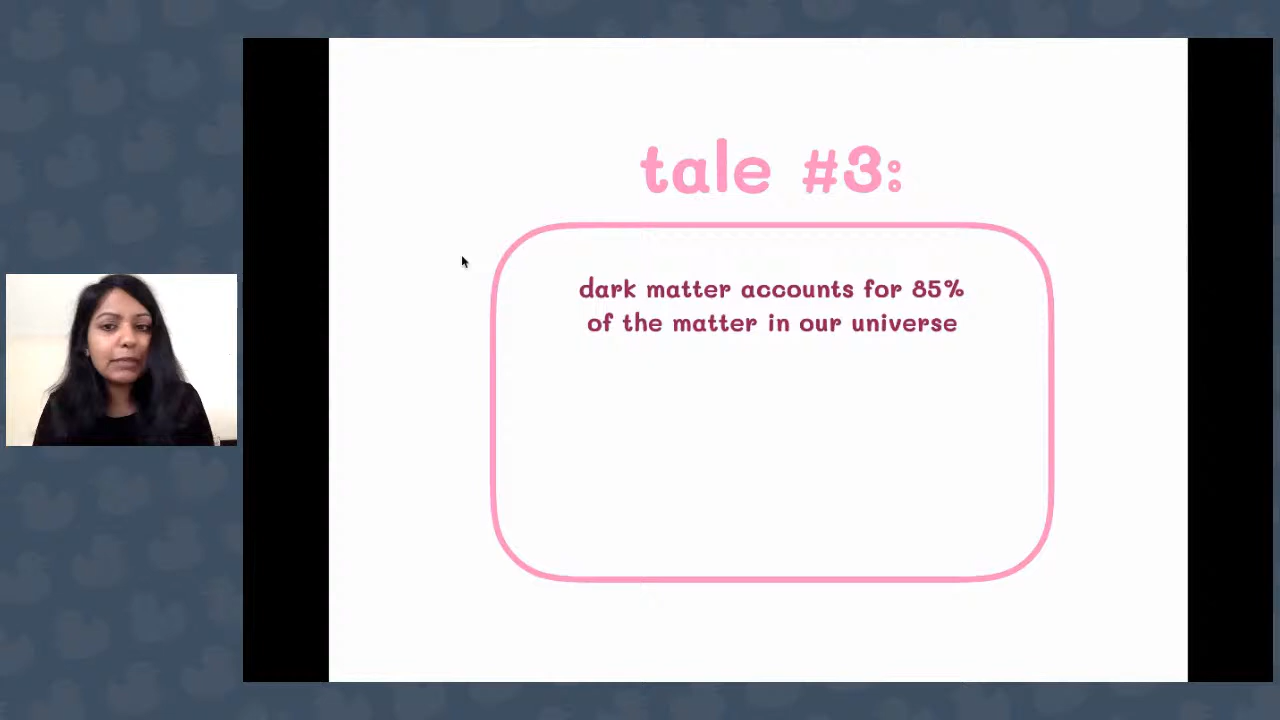 tale #3:
dark matter accounts for 85%
of the matter in our universe